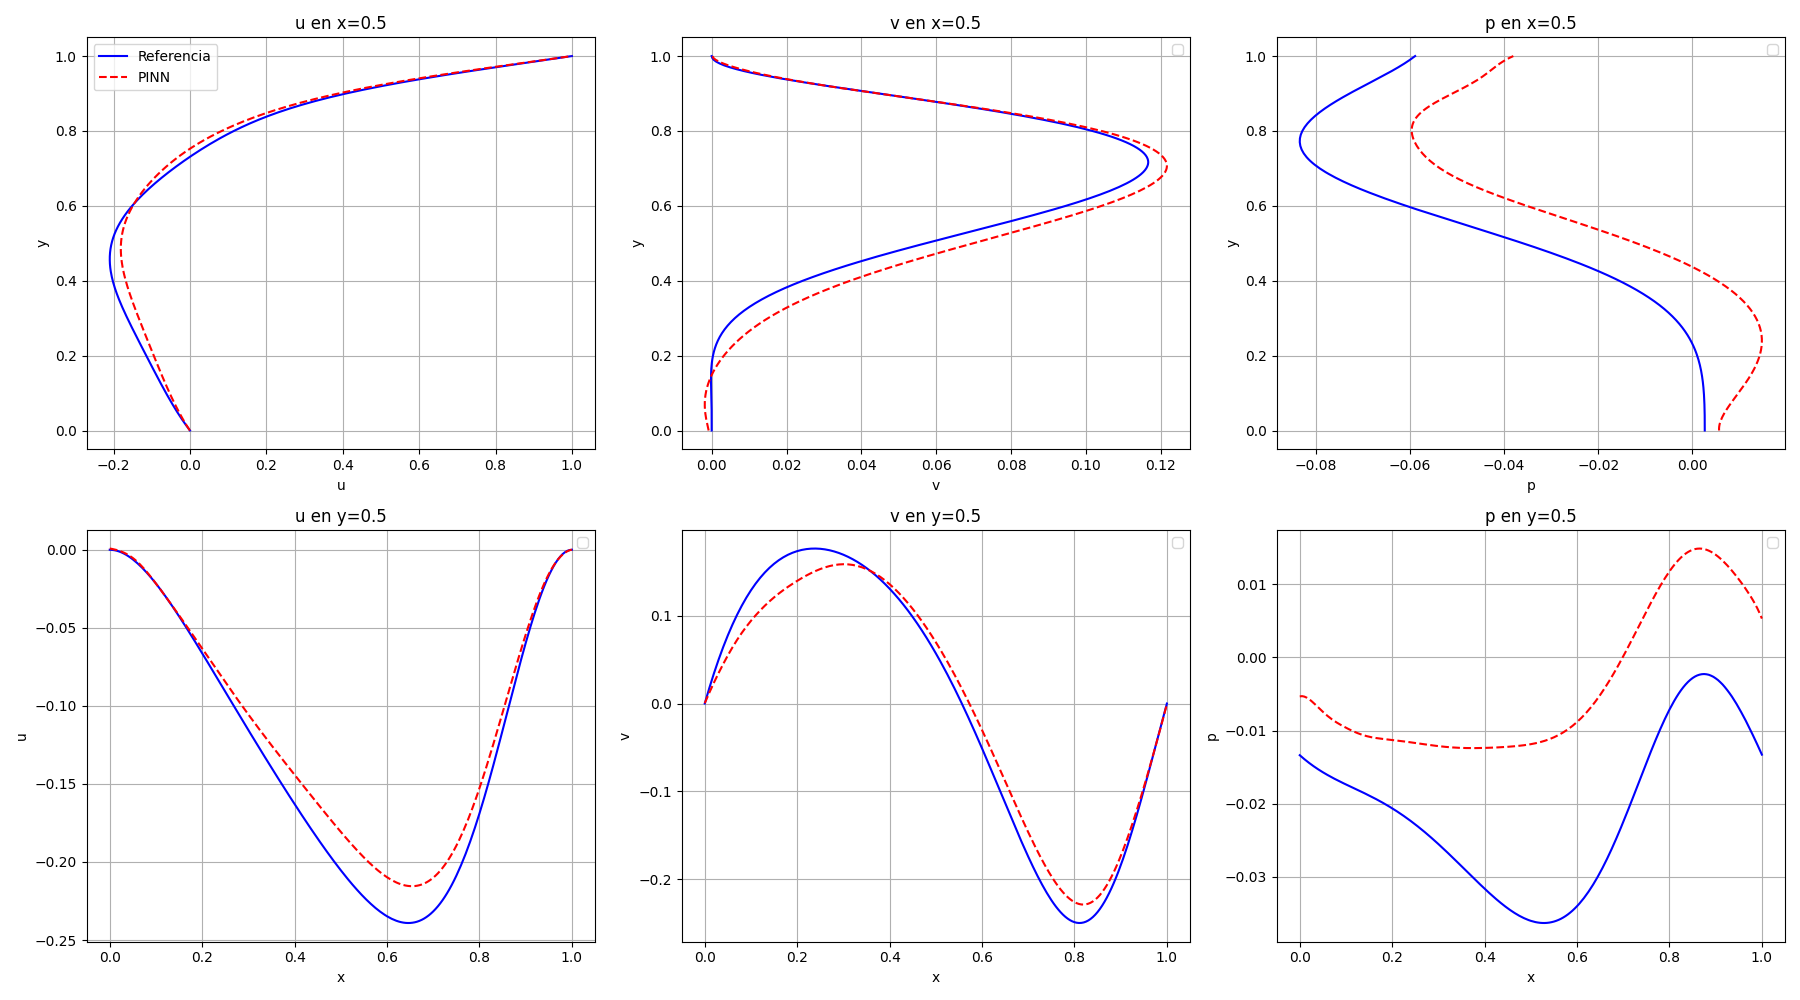 u en x=0.5
Referencia
PINN
1.0
0.8
0.6
0.4
0.2
0.0
y
−0.2 0.0 0.2 0.4 0.6 0.8 1.0
u
v en x=0.5
1.0
0.8
0.6
0.4
0.2
0.0
y
0.00 0.02 0.04 0.06 0.08 0.10 0.12
v
p en x=0.5
1.0
0.8
0.6
0.4
0.2
0.0
y
−0.08 −0.06 −0.04 −0.02 0.00
p
u en y=0.5
0.00
−0.05
−0.10
−0.15
−0.20
−0.25
u
0.0 0.2 0.4 0.6 0.8 1.0
x
v en y=0.5
0.1
0.0
−0.1
−0.2
v
0.0 0.2 0.4 0.6 0.8 1.0
x
p en y=0.5
0.01
0.00
−0.01
−0.02
−0.03
p
0.0 0.2 0.4 0.6 0.8 1.0
x